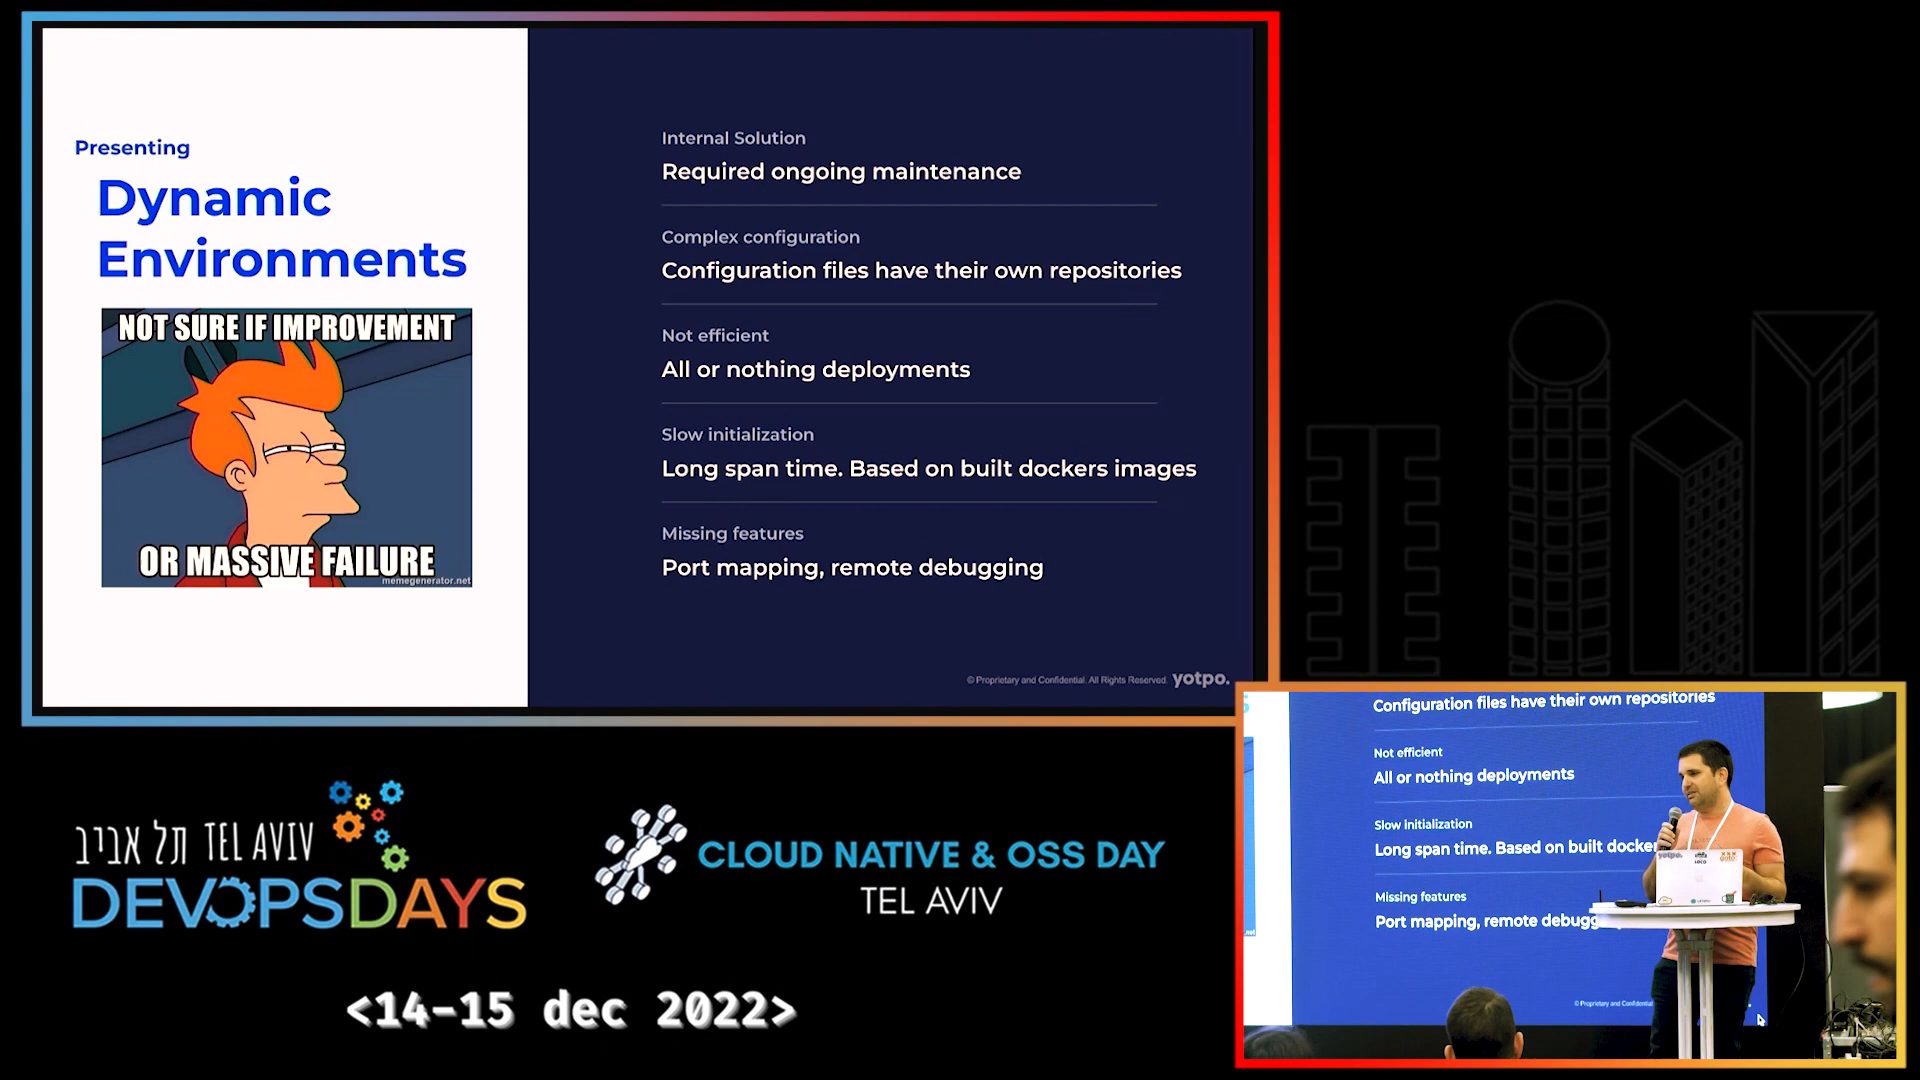 Presenting
Dynamic
Environments
NOT SURE IF IMPROVEMENT
OR MASSIVE FAILURE
memegenerator.net
Internal Solution
Required ongoing maintenance
Complex configuration
Configuration files have their own repositories
Not efficient
All or nothing deployments
Slow initialization
Long span time. Based on built dockers images
Missing features
Port mapping, remote debugging
© Proprietary and Confidential. All Rights Reserved. yotpo.
תל אביב TEL AVIV
DEVOPSDAYS
CLOUD NATIVE & OSS DAY
TEL AVIV
<14-15 dec 2022>
Configuration files have their own repositories
Not efficient
All or nothing deployments
Slow initialization
Long span time. Based on built
Missing features
Port mapping, remote
© Proprietary and Confidential
yotpo.